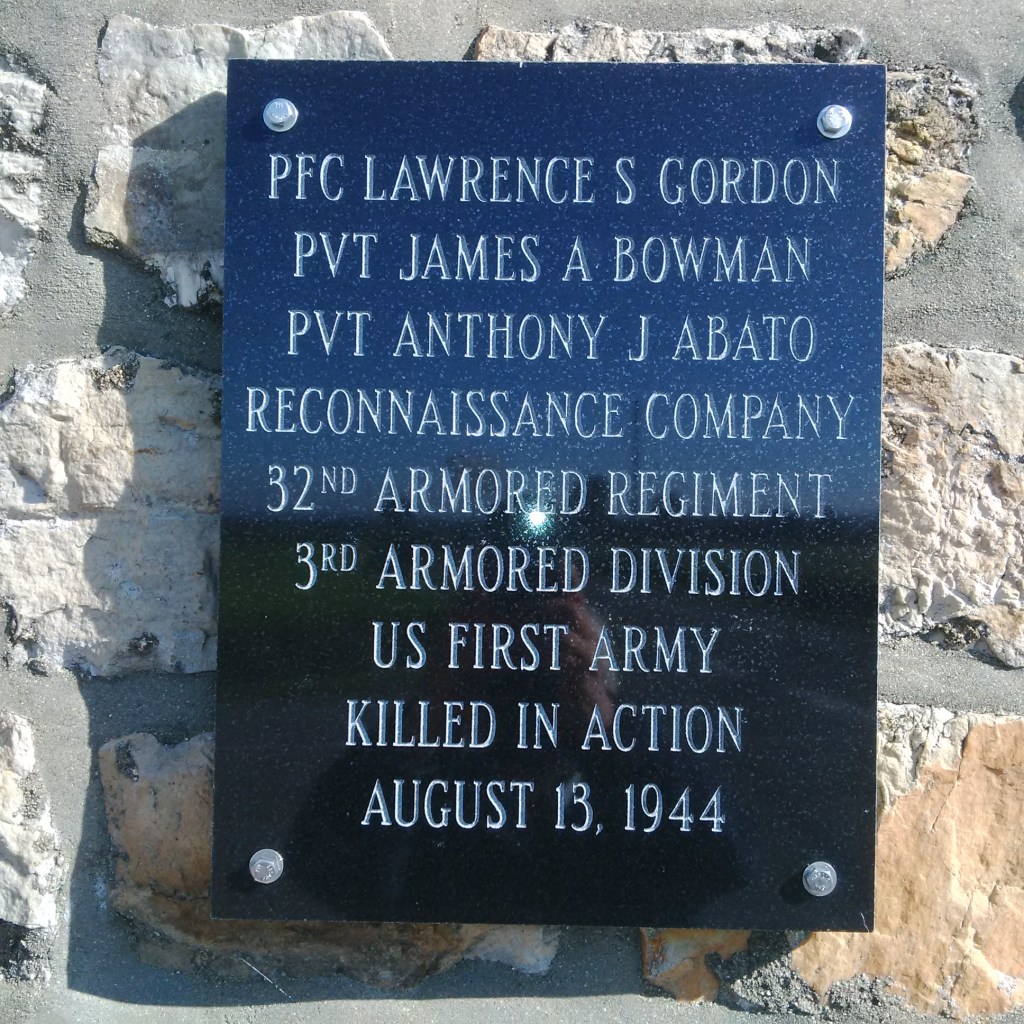 PFC LAWRENCE S GORDON
PVT JAMES A BOWMAN
PVT ANTHONY J ABATO
RECONNAISSANCE COMPANY
32ND ARMORED REGIMENT
3RD ARMORED DIVISION
US FIRST ARMY
KILLED IN ACTION
AUGUST 13, 1944